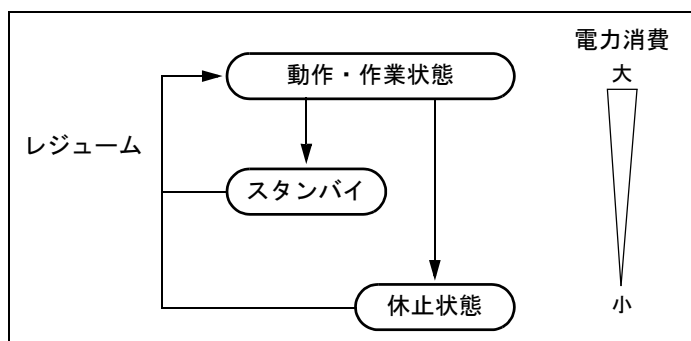 電力消費
動作・作業状態
大
レジューム
スタンバイ
休止状態
小